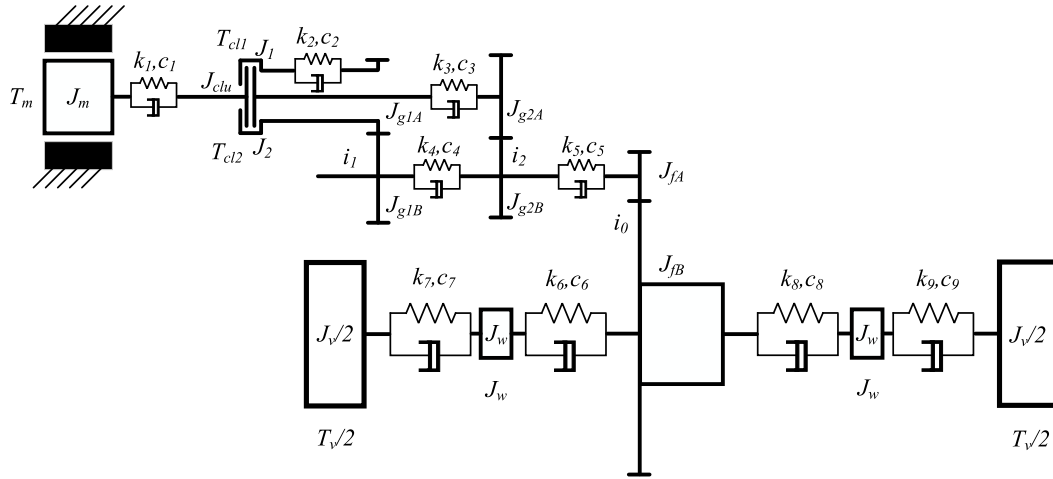 T_cl1 J_1 k_2,c_2
k_1,c_1 k_3,c_3
T_m J_m J_clu
J_g1A J_g2A
T_cl2 J_2
i_1 k_4,c_4 i_2 k_5,c_5 J_fA
J_g1B J_g2B
i_0
J_fB
k_7,c_7 k_6,c_6 k_8,c_8 k_9,c_9
J_v/2 J_w J_w J_v/2
J_w J_w
T_v/2 T_v/2